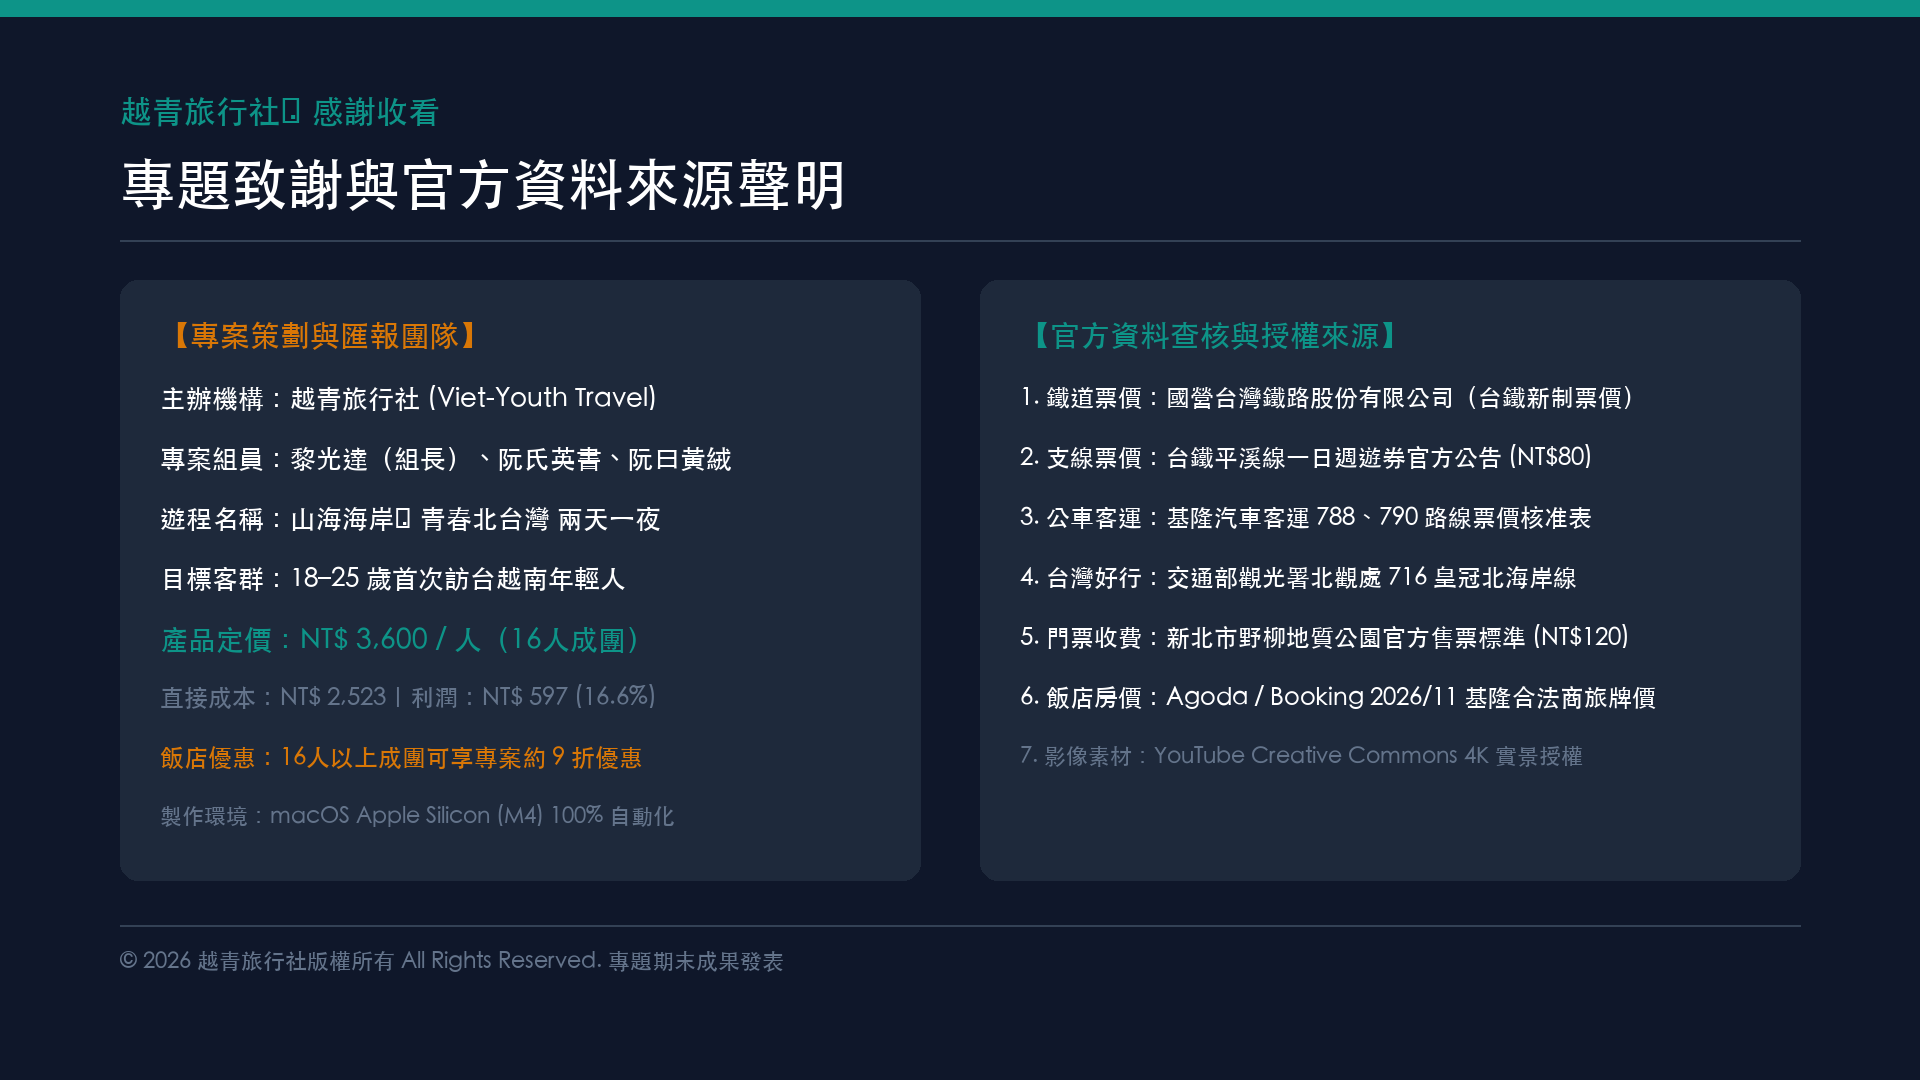 越青旅行社 感謝收看
專題致謝與官方資料來源聲明
【專案策劃與匯報團隊】
主辦機構：越青旅行社 (Viet-Youth Travel)
專案組員：黎光達（組長）、阮氏英書、阮曰黃絨
遊程名稱：山海海岸 青春北台灣 兩天一夜
目標客群：18–25 歲首次訪台越南年輕人
產品定價：NT$ 3,600 / 人（16人成團）
直接成本：NT$ 2,523 | 利潤：NT$ 597 (16.6%)
飯店優惠：16人以上成團可享專案約 9 折優惠
製作環境：macOS Apple Silicon (M4) 100% 自動化
【官方資料查核與授權來源】
1. 鐵道票價：國營台灣鐵路股份有限公司（台鐵新制票價）
2. 支線票價：台鐵平溪線一日週遊券官方公告 (NT$80)
3. 公車客運：基隆汽車客運 788、790 路線票價核准表
4. 台灣好行：交通部觀光署北觀處 716 皇冠北海岸線
5. 門票收費：新北市野柳地質公園官方售票標準 (NT$120)
6. 飯店房價：Agoda / Booking 2026/11 基隆合法商旅牌價
7. 影像素材：YouTube Creative Commons 4K 實景授權
© 2026 越青旅行社版權所有 All Rights Reserved. 專題期末成果發表